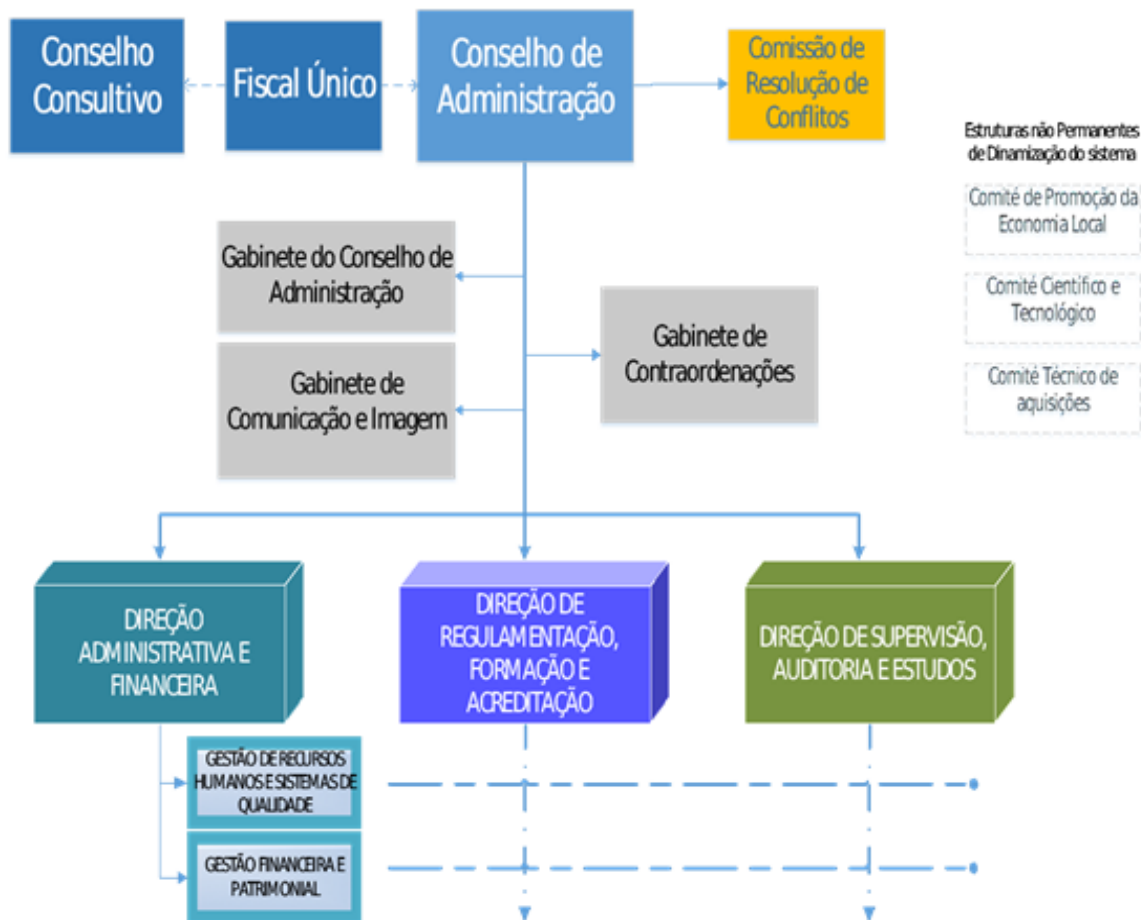 Conselho
Consultivo
Fiscal Único
Conselho de
Administração
Comissão de
Resolução de
Conflitos
Estruturas não Permanentes
de Dinamização do sistema
Comité de Promoção da
Economia Local
Comité Científico e
Tecnológico
Comité Técnico de
aquisições
Gabinete do Conselho de
Administração
Gabinete de
Comunicação e Imagem
Gabinete de
Contraordenações
DIREÇÃO
ADMINISTRATIVA E
FINANCEIRA
DIREÇÃO DE
REGULAMENTAÇÃO,
FORMAÇÃO E
ACREDITAÇÃO
DIREÇÃO DE SUPERVISÃO,
AUDITORIA E ESTUDOS
GESTÃO DE RECURSOS
HUMANOS E SISTEMAS DE
QUALIDADE
GESTÃO FINANCEIRA E
PATRIMONIAL